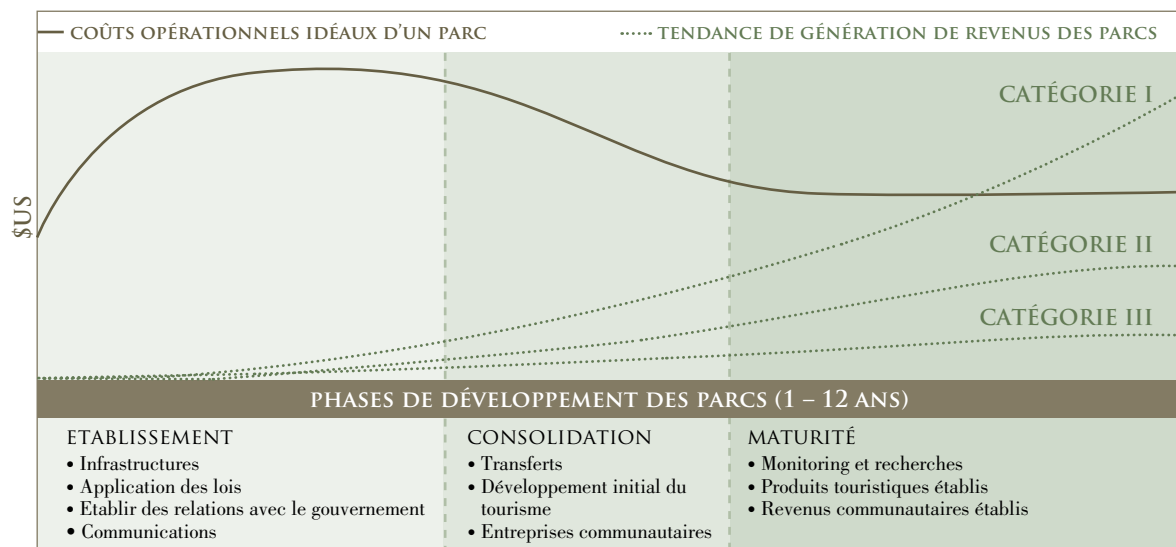 COÛTS OPÉRATIONNELS IDÉAUX D'UN PARC
TENDANCE DE GÉNÉRATION DE REVENUS DES PARCS
CATÉGORIE I
$US
CATÉGORIE II
CATÉGORIE III
PHASES DE DÉVELOPPEMENT DES PARCS (1 – 12 ANS)
ETABLISSEMENT
• Infrastructures
• Application des lois
• Etablir des relations avec le gouvernement
• Communications
CONSOLIDATION
• Transferts
• Développement initial du
tourisme
• Entreprises communautaires
MATURITÉ
• Monitoring et recherches
• Produits touristiques établis
• Revenus communautaires établis